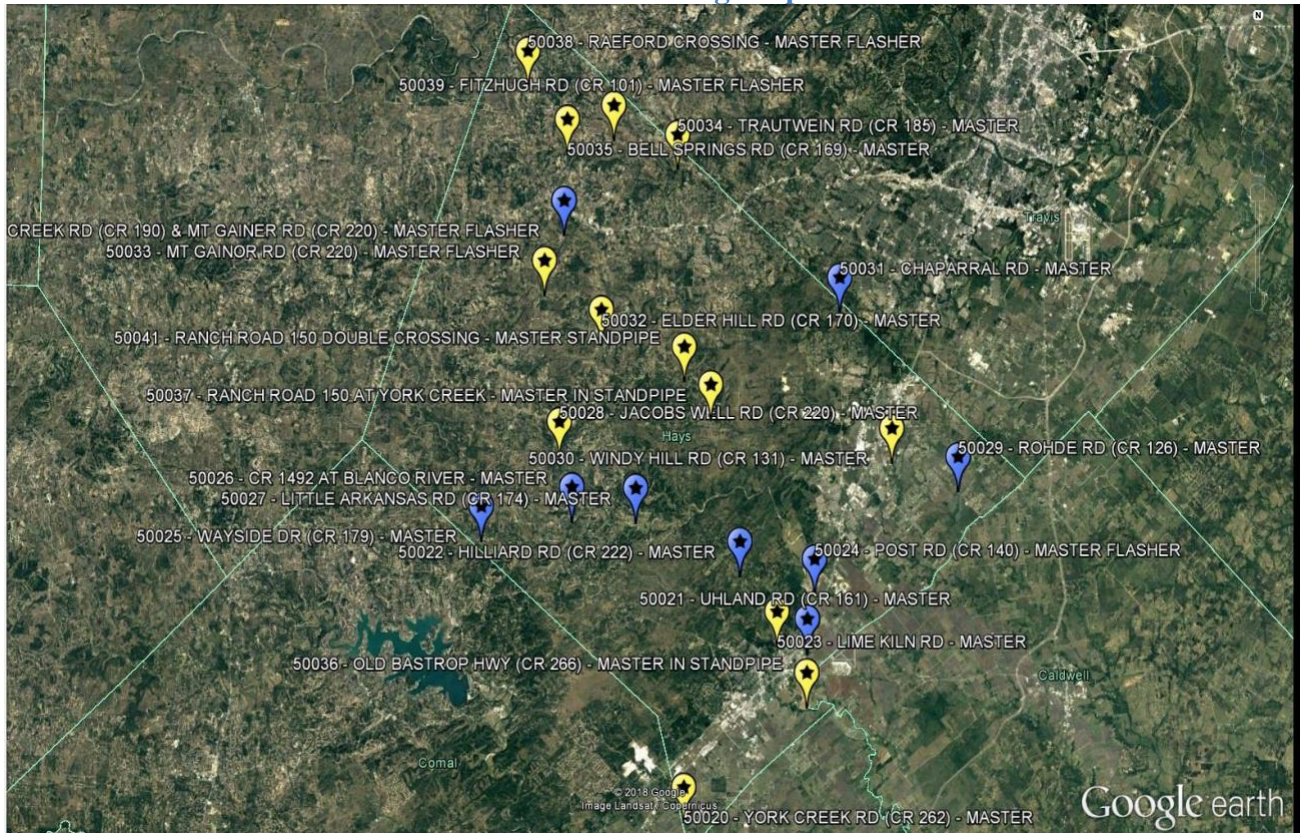 N
50038 - RAEFORD CROSSING - MASTER FLASHER
50039 - FITZHUGH RD (CR 101) - MASTER FLASHER
50034 - TRAUTWEIN RD (CR 185) - MASTER
50035 - BELL SPRINGS RD (CR 169) - MASTER
Travis
CREEK RD (CR 190) & MT GAINER RD (CR 220) - MASTER FLASHER
50033 - MT GAINOR RD (CR 220) - MASTER FLASHER
50031 - CHAPARRAL RD - MASTER
50032 - ELDER HILL RD (CR 170) - MASTER
50041 - RANCH ROAD 150 DOUBLE CROSSING - MASTER STANDPIPE
50037 - RANCH ROAD 150 AT YORK CREEK - MASTER IN STANDPIPE
50028 - JACOBS WELL RD (CR 220) - MASTER
Hays
50029 - ROHDE RD (CR 126) - MASTER
50030 - WINDY HILL RD (CR 131) - MASTER
50026 - CR 1492 AT BLANCO RIVER - MASTER
50027 - LITTLE ARKANSAS RD (CR 174) - MASTER
50025 - WAYSIDE DR (CR 179) - MASTER
50022 - HILLIARD RD (CR 222) - MASTER
50024 - POST RD (CR 140) - MASTER FLASHER
50021 - UHLAND RD (CR 161) - MASTER
50023 - LIME KILN RD - MASTER
50036 - OLD BASTROP HWY (CR 266) - MASTER IN STANDPIPE
Caldwell
Comal
© 2018 Google
Image Landsat / Copernicus
50020 - YORK CREEK RD (CR 262) - MASTER
Google earth